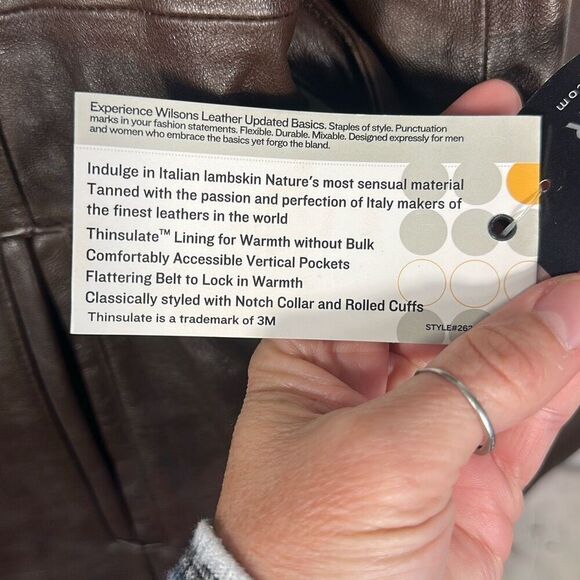 Experience Wilsons Leather Updated Basics. Staples of style. Punctuation
marks in your fashion statements. Flexible. Durable. Mixable. Designed expressly for men
and women who embrace the basics yet forgo the bland.
Indulge in Italian lambskin Nature's most sensual material
Tanned with the passion and perfection of Italy makers of
the finest leathers in the world
Thinsulate™ Lining for Warmth without Bulk
Comfortably Accessible Vertical Pockets
Flattering Belt to Lock in Warmth
Classically styled with Notch Collar and Rolled Cuffs
Thinsulate is a trademark of 3M
.com